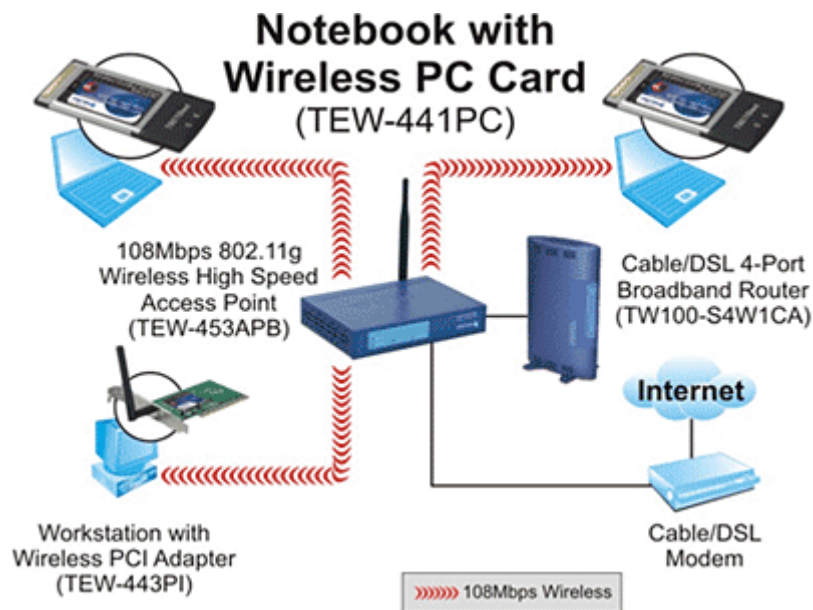 Notebook with
Wireless PC Card
(TEW-441PC)
108Mbps 802.11g
Wireless High Speed
Access Point
(TEW-453APB)
Cable/DSL 4-Port
Broadband Router
(TW100-S4W1CA)
Internet
Workstation with
Wireless PCI Adapter
(TEW-443PI)
Cable/DSL
Modem
108Mbps Wireless